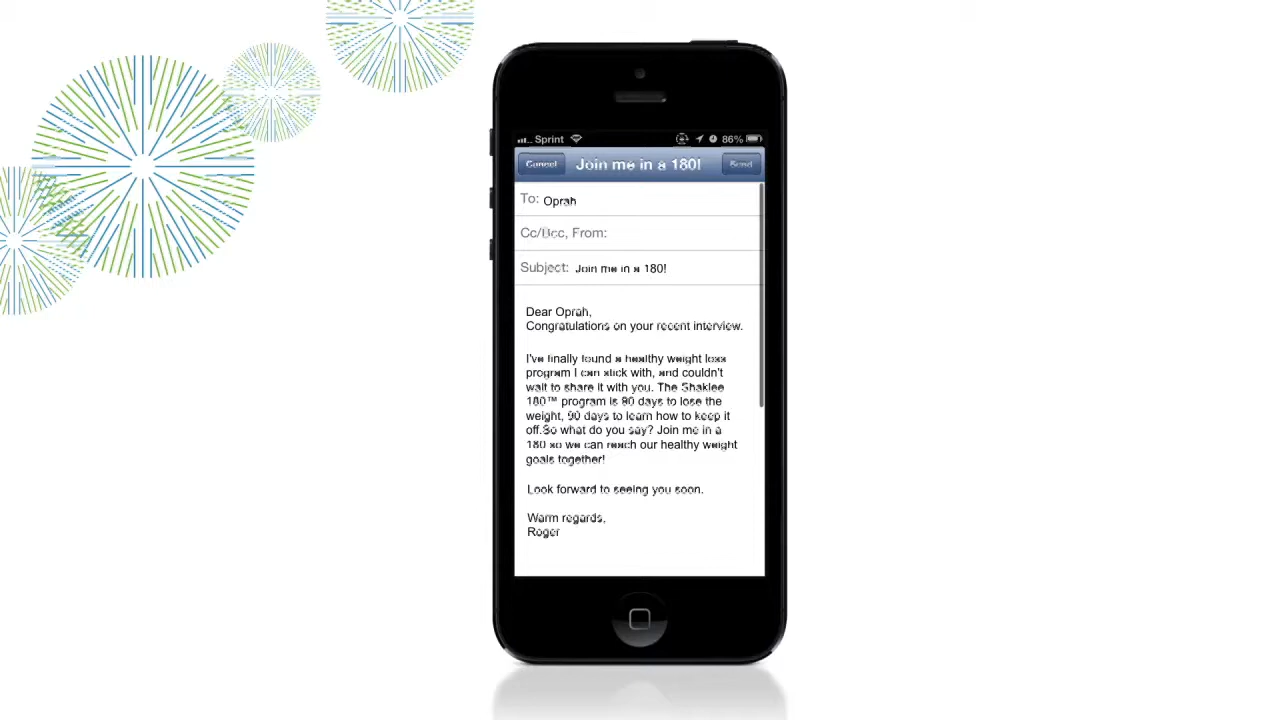 Sprint 86%
Cancel Join me in a 180! Send
To: Oprah
Cc/Bcc, From:
Subject: Join me in a 180!
Dear Oprah,
Congratulations on your recent interview.
I've finally found a healthy weight loss
program I can stick with, and couldn't
wait to share it with you. The Shaklee
180™ program is 90 days to lose the
weight, 90 days to learn how to keep it
off.So what do you say? Join me in a
180 so we can reach our healthy weight
goals together!
Look forward to seeing you soon.
Warm regards,
Roger